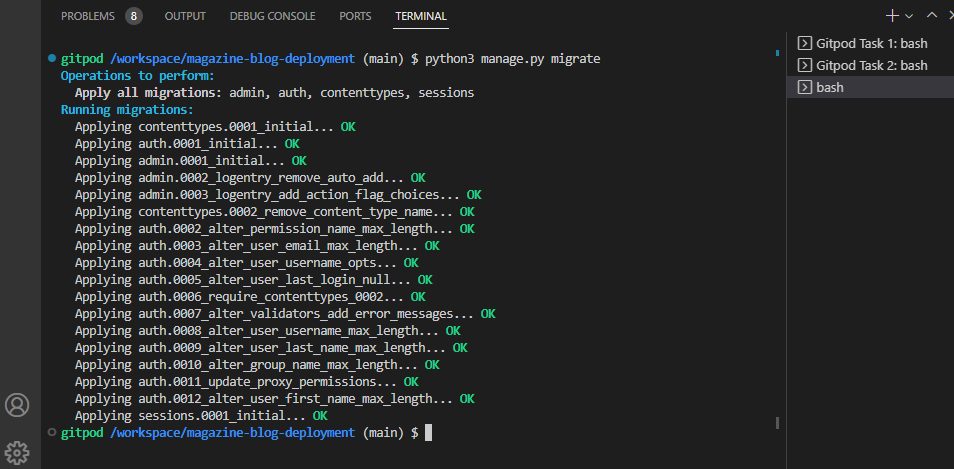 PROBLEMS 8 OUTPUT DEBUG CONSOLE PORTS TERMINAL
gitpod /workspace/magazine-blog-deployment (main) $ python3 manage.py migrate
Operations to perform:
  Apply all migrations: admin, auth, contenttypes, sessions
Running migrations:
  Applying contenttypes.0001_initial... OK
  Applying auth.0001_initial... OK
  Applying admin.0001_initial... OK
  Applying admin.0002_logentry_remove_auto_add... OK
  Applying admin.0003_logentry_add_action_flag_choices... OK
  Applying contenttypes.0002_remove_content_type_name... OK
  Applying auth.0002_alter_permission_name_max_length... OK
  Applying auth.0003_alter_user_email_max_length... OK
  Applying auth.0004_alter_user_username_opts... OK
  Applying auth.0005_alter_user_last_login_null... OK
  Applying auth.0006_require_contenttypes_0002... OK
  Applying auth.0007_alter_validators_add_error_messages... OK
  Applying auth.0008_alter_user_username_max_length... OK
  Applying auth.0009_alter_user_last_name_max_length... OK
  Applying auth.0010_alter_group_name_max_length... OK
  Applying auth.0011_update_proxy_permissions... OK
  Applying auth.0012_alter_user_first_name_max_length... OK
  Applying sessions.0001_initial... OK
gitpod /workspace/magazine-blog-deployment (main) $
Gitpod Task 1: bash
Gitpod Task 2: bash
bash